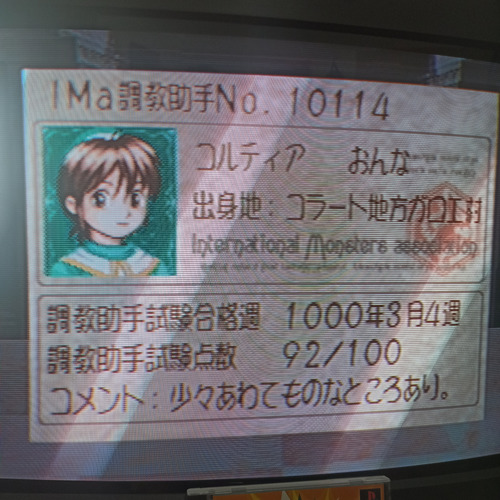 IMa調教助手No. 10114
コルティア おんな
出身地：コラート地方ガロエ村
International Monsters association
調教助手試験合格週 1000年3月4週
調教助手試験点数 92/100
コメント：少々あわてものなところあり。